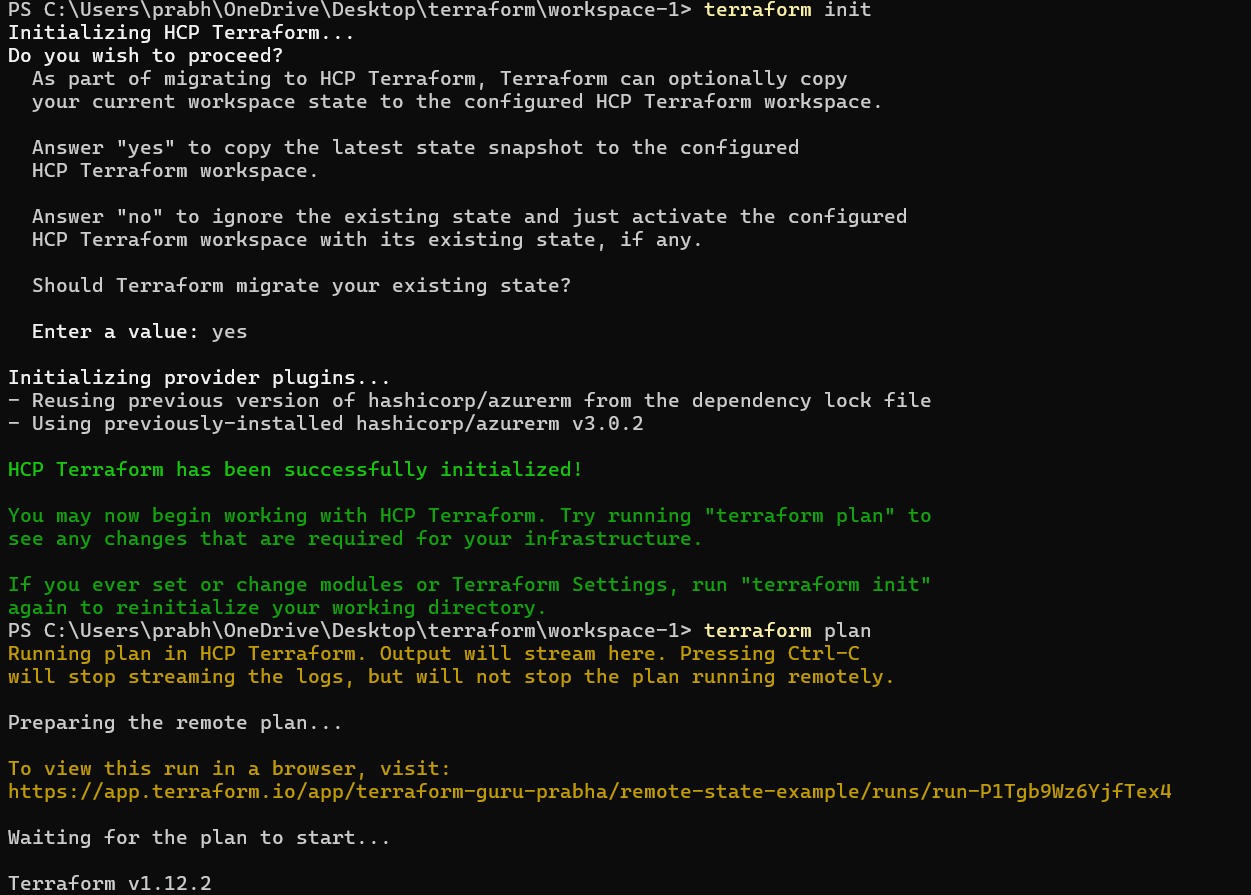 PS C:\Users\prabh\OneDrive\Desktop\terraform\workspace-1> terraform init
Initializing HCP Terraform...
Do you wish to proceed?
  As part of migrating to HCP Terraform, Terraform can optionally copy
  your current workspace state to the configured HCP Terraform workspace.

  Answer "yes" to copy the latest state snapshot to the configured
  HCP Terraform workspace.

  Answer "no" to ignore the existing state and just activate the configured
  HCP Terraform workspace with its existing state, if any.

  Should Terraform migrate your existing state?

  Enter a value: yes

Initializing provider plugins...
- Reusing previous version of hashicorp/azurerm from the dependency lock file
- Using previously-installed hashicorp/azurerm v3.0.2

HCP Terraform has been successfully initialized!

You may now begin working with HCP Terraform. Try running "terraform plan" to
see any changes that are required for your infrastructure.

If you ever set or change modules or Terraform Settings, run "terraform init"
again to reinitialize your working directory.
PS C:\Users\prabh\OneDrive\Desktop\terraform\workspace-1> terraform plan
Running plan in HCP Terraform. Output will stream here. Pressing Ctrl-C
will stop streaming the logs, but will not stop the plan running remotely.

Preparing the remote plan...

To view this run in a browser, visit:
https://app.terraform.io/app/terraform-guru-prabha/remote-state-example/runs/run-P1Tgb9Wz6YjfTex4

Waiting for the plan to start...

Terraform v1.12.2